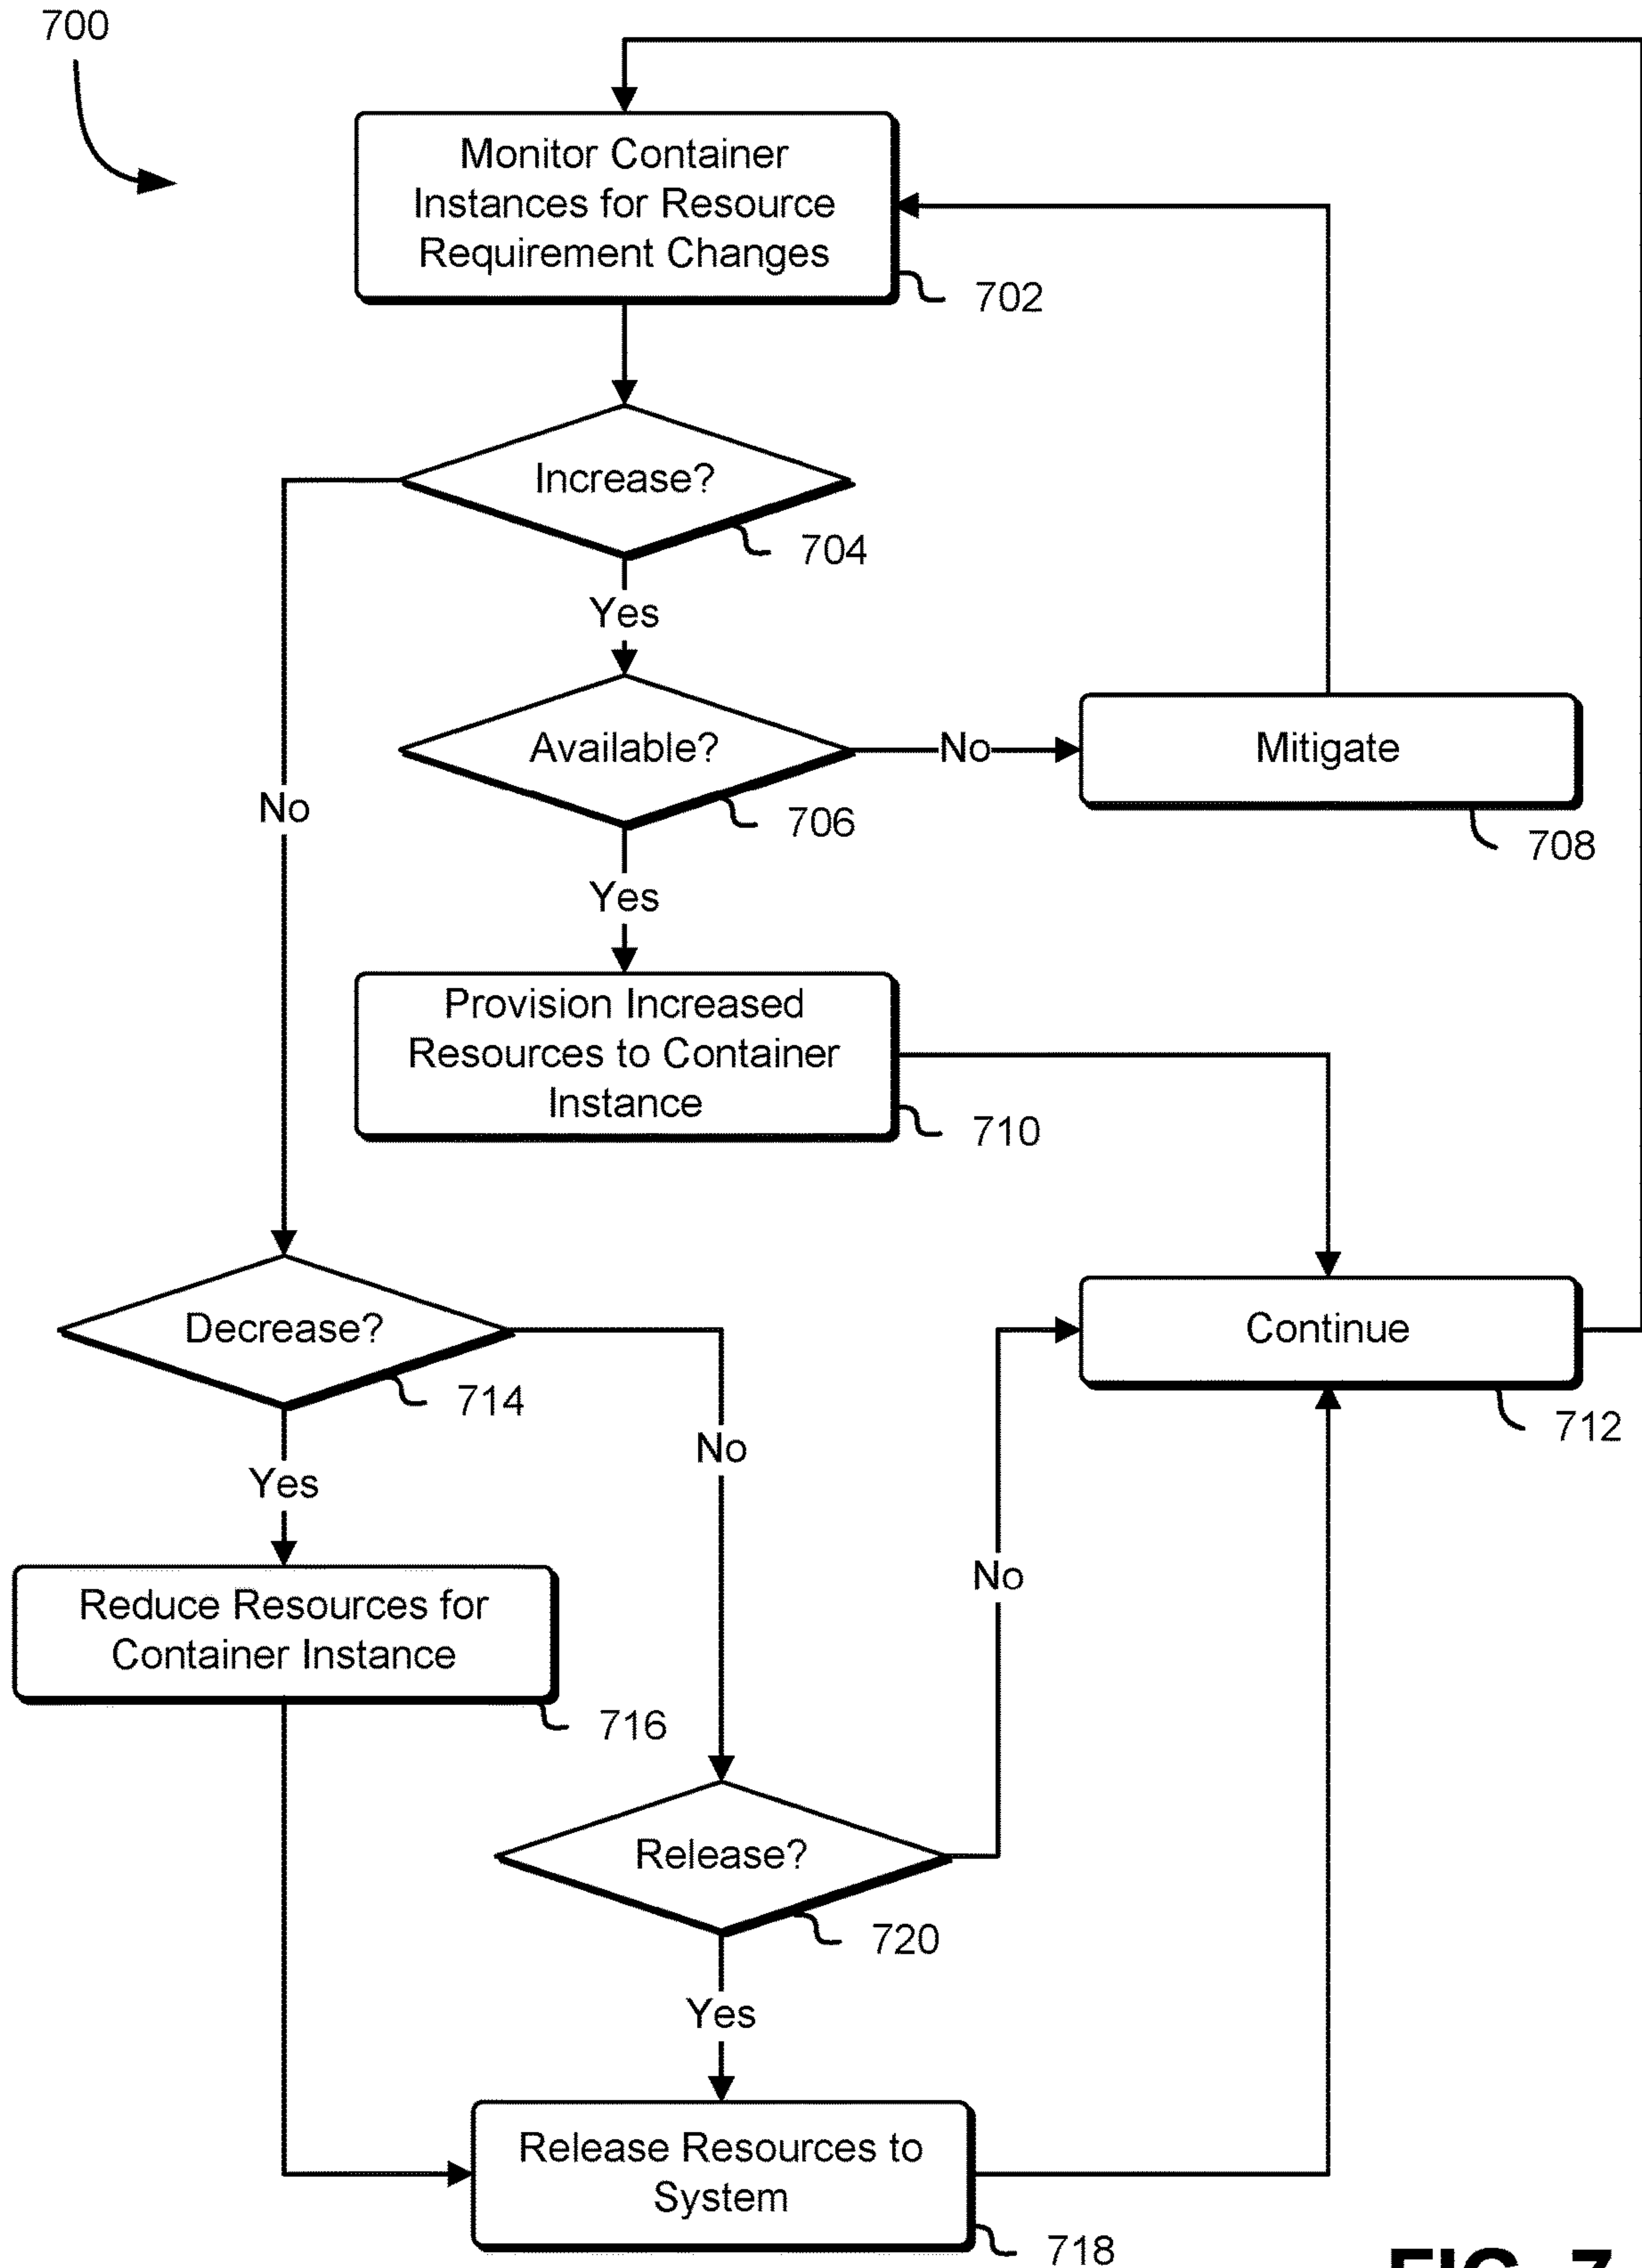 700
Monitor Container
Instances for Resource
Requirement Changes
702
Increase?
704
Yes
No
Available?
706
No
Mitigate
708
Yes
Provision Increased
Resources to Container
Instance
710
Decrease?
714
Continue
712
No
Yes
No
Reduce Resources for
Container Instance
716
Release?
720
Yes
Release Resources to
System
718
FIG. 7